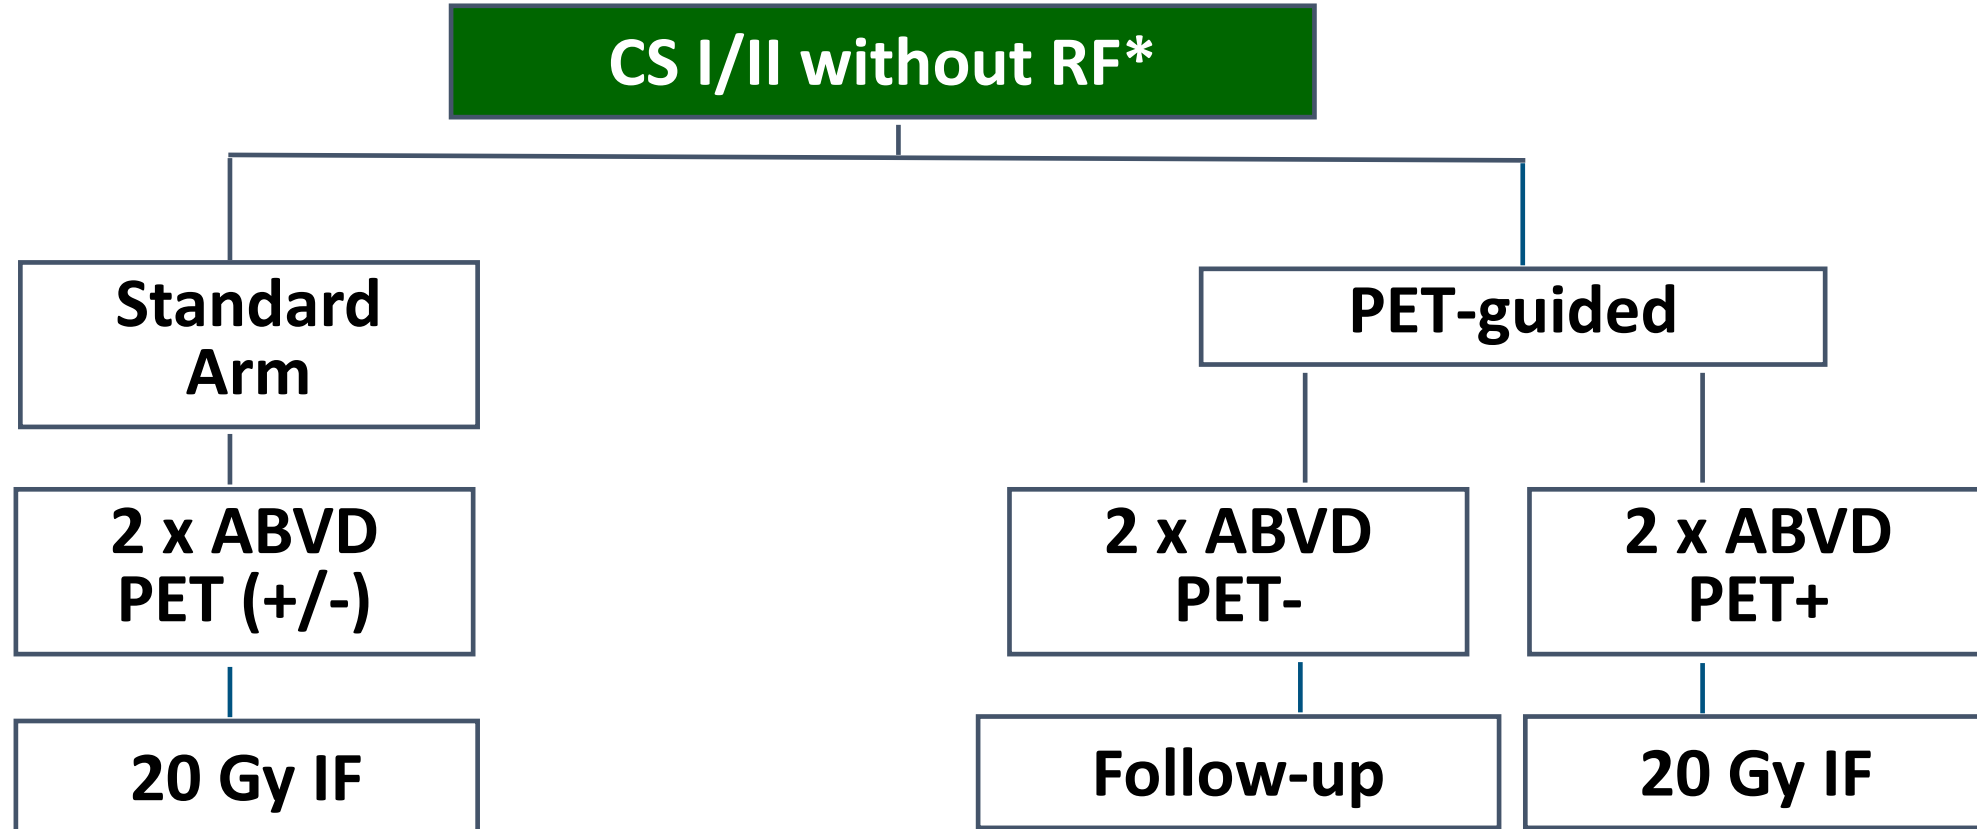 CS I/II without RF*
Standard
Arm
PET-guided
2 x ABVD
PET (+/-)
2 x ABVD
PET-
2 x ABVD
PET+
20 Gy IF
Follow-up
20 Gy IF